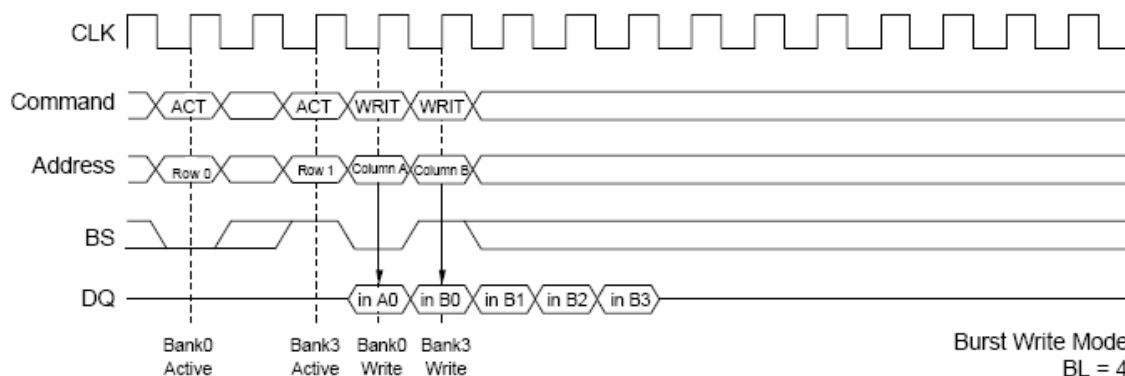 CLK
Command ACT ACT WRIT WRIT
Address Row 0 Row 1 Column A Column B
BS
DQ in A0 in B0 in B1 in B2 in B3
Bank0 Bank3 Bank0 Bank3
Active Active Write Write
Burst Write Mode
BL = 4